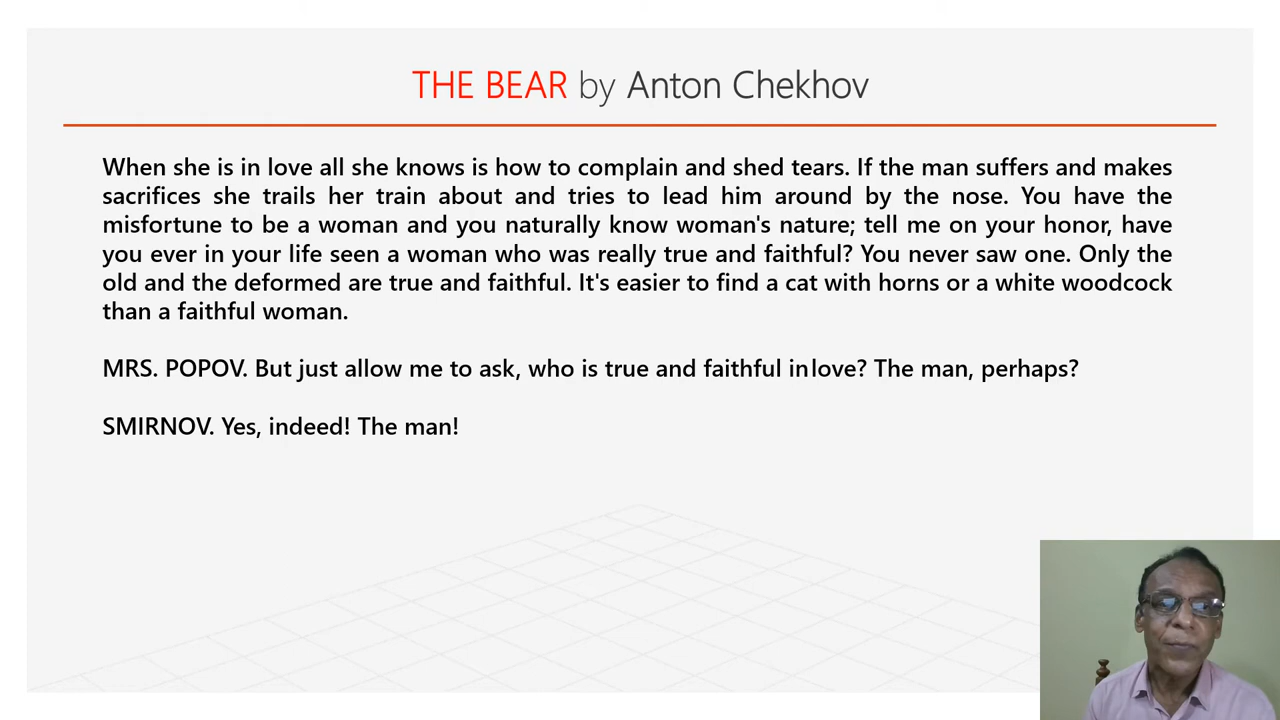 THE BEAR by Anton Chekhov
When she is in love all she knows is how to complain and shed tears. If the man suffers and makes
sacrifices she trails her train about and tries to lead him around by the nose. You have the
misfortune to be a woman and you naturally know woman's nature; tell me on your honor, have
you ever in your life seen a woman who was really true and faithful? You never saw one. Only the
old and the deformed are true and faithful. It's easier to find a cat with horns or a white woodcock
than a faithful woman.
MRS. POPOV. But just allow me to ask, who is true and faithful in love? The man, perhaps?
SMIRNOV. Yes, indeed! The man!